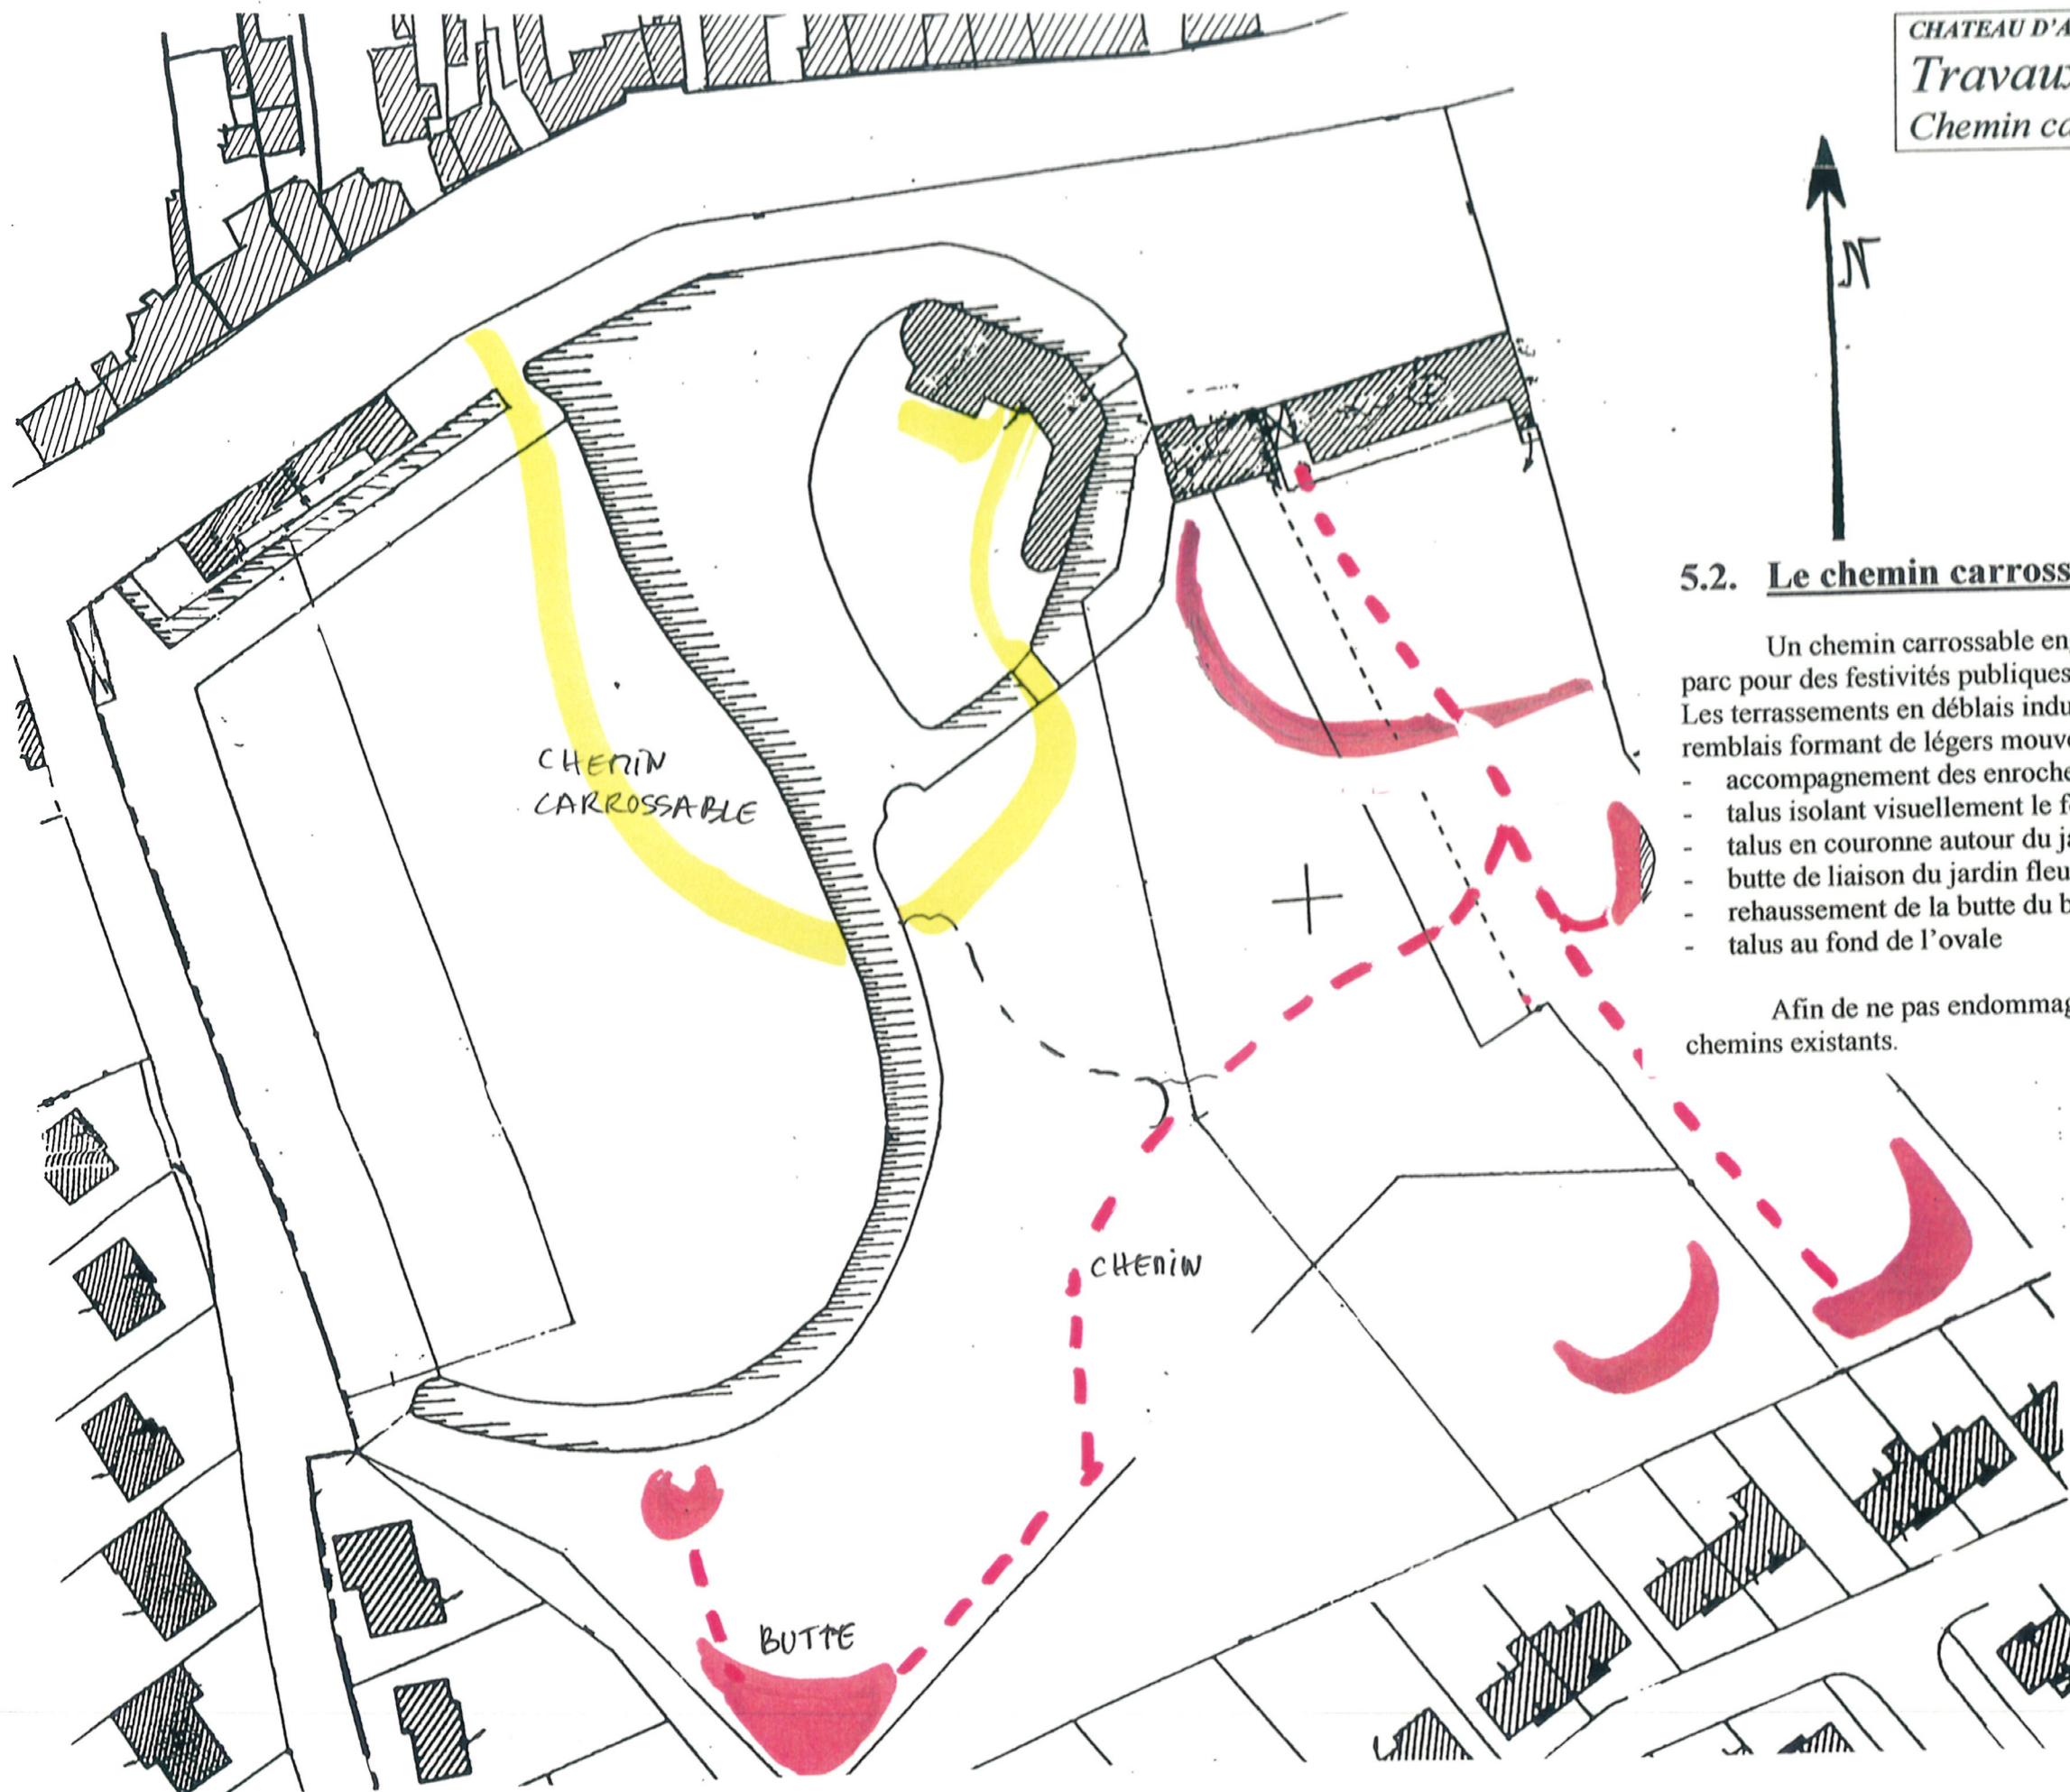 CHATEAU D'A
Travaux
Chemin ca
N
5.2. Le chemin carross
Un chemin carrossable en
parc pour des festivités publiques
Les terrassements en déblais indu
remblais formant de légers mouv
- accompagnement des enroche
- talus isolant visuellement le f
- talus en couronne autour du ja
- butte de liaison du jardin fleu
- rehaussement de la butte du b
- talus au fond de l'ovale
Afin de ne pas endommag
chemins existants.
CHEMIN
CARROSSABLE
CHEMIN
BUTTE